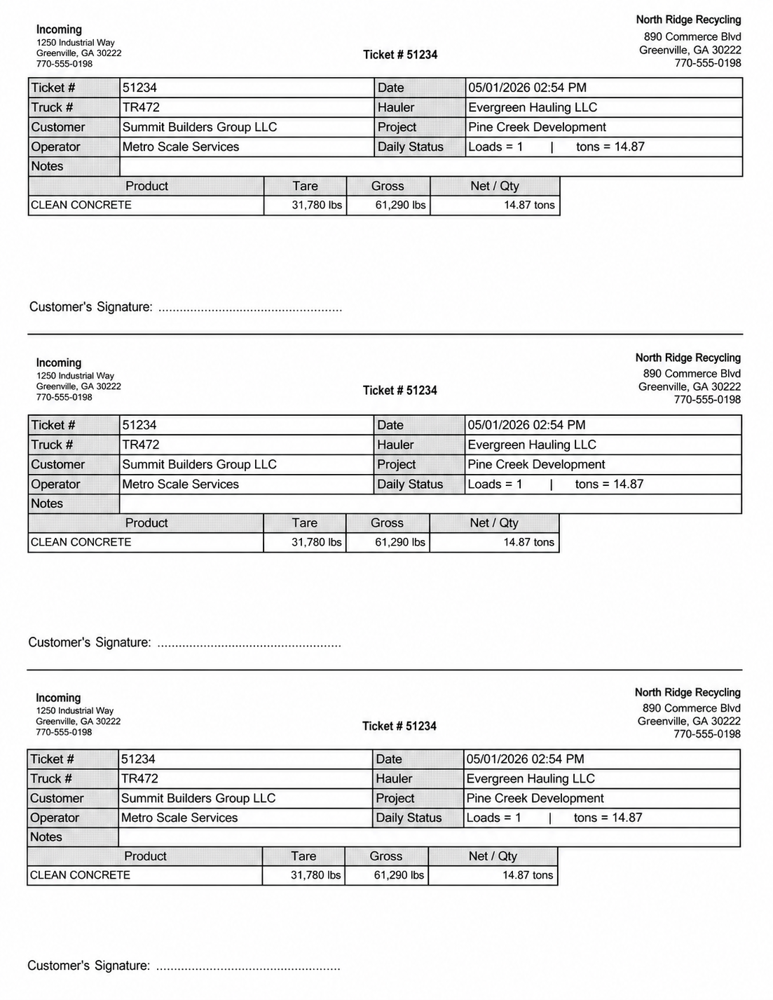 Incoming
1250 Industrial Way
Greenville, GA 30222
770-555-0198
Ticket # 51234
North Ridge Recycling
890 Commerce Blvd
Greenville, GA 30222
770-555-0198
Ticket # 51234 Date 05/01/2026 02:54 PM
Truck # TR472 Hauler Evergreen Hauling LLC
Customer Summit Builders Group LLC Project Pine Creek Development
Operator Metro Scale Services Daily Status Loads = 1 | tons = 14.87
Notes
Product Tare Gross Net / Qty
CLEAN CONCRETE 31,780 lbs 61,290 lbs 14.87 tons
Customer's Signature: ....................................................
Incoming
1250 Industrial Way
Greenville, GA 30222
770-555-0198
Ticket # 51234
North Ridge Recycling
890 Commerce Blvd
Greenville, GA 30222
770-555-0198
Ticket # 51234 Date 05/01/2026 02:54 PM
Truck # TR472 Hauler Evergreen Hauling LLC
Customer Summit Builders Group LLC Project Pine Creek Development
Operator Metro Scale Services Daily Status Loads = 1 | tons = 14.87
Notes
Product Tare Gross Net / Qty
CLEAN CONCRETE 31,780 lbs 61,290 lbs 14.87 tons
Customer's Signature: ....................................................
Incoming
1250 Industrial Way
Greenville, GA 30222
770-555-0198
Ticket # 51234
North Ridge Recycling
890 Commerce Blvd
Greenville, GA 30222
770-555-0198
Ticket # 51234 Date 05/01/2026 02:54 PM
Truck # TR472 Hauler Evergreen Hauling LLC
Customer Summit Builders Group LLC Project Pine Creek Development
Operator Metro Scale Services Daily Status Loads = 1 | tons = 14.87
Notes
Product Tare Gross Net / Qty
CLEAN CONCRETE 31,780 lbs 61,290 lbs 14.87 tons
Customer's Signature: ....................................................